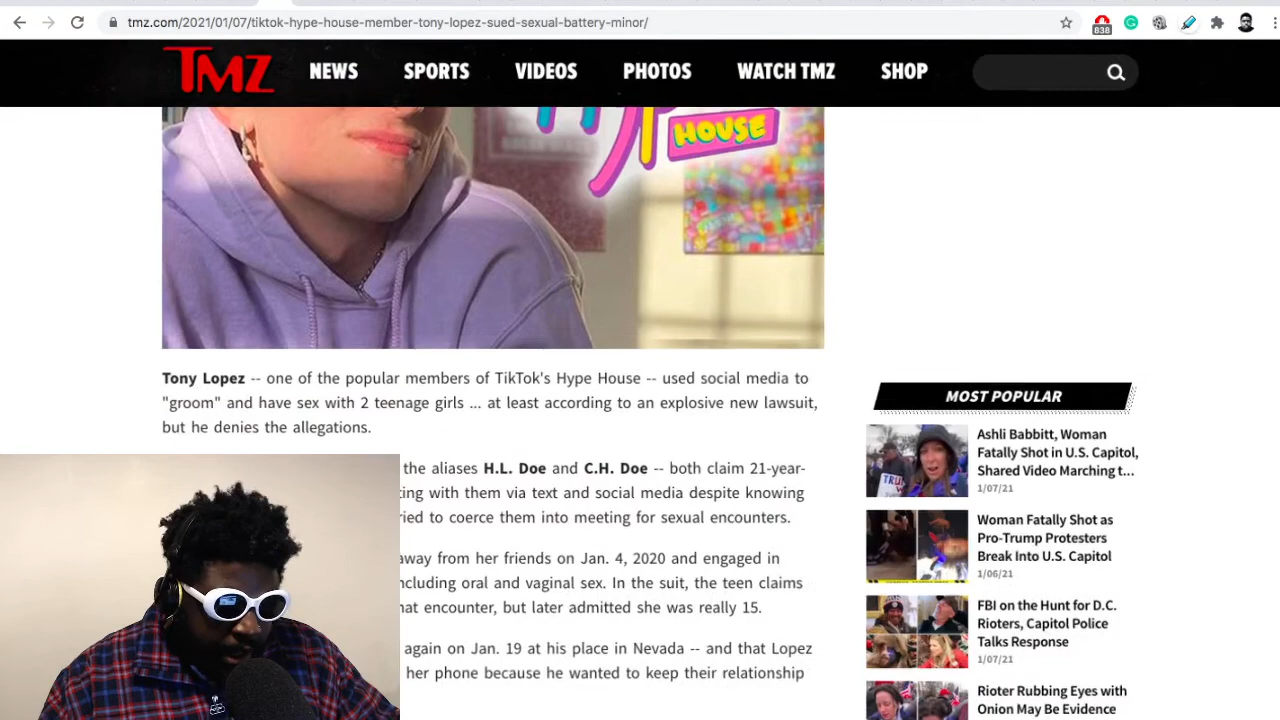 tmz.com/2021/01/07/tiktok-hype-house-member-tony-lopez-sued-sexual-battery-minor/
838
TMZ NEWS SPORTS VIDEOS PHOTOS WATCH TMZ SHOP
HOUSE
Tony Lopez -- one of the popular members of TikTok's Hype House -- used social media to
"groom" and have sex with 2 teenage girls ... at least according to an explosive new lawsuit,
but he denies the allegations.
the aliases H.L. Doe and C.H. Doe -- both claim 21-year-
ting with them via text and social media despite knowing
ried to coerce them into meeting for sexual encounters.
away from her friends on Jan. 4, 2020 and engaged in
ncluding oral and vaginal sex. In the suit, the teen claims
hat encounter, but later admitted she was really 15.
again on Jan. 19 at his place in Nevada -- and that Lopez
her phone because he wanted to keep their relationship
MOST POPULAR
Ashli Babbitt, Woman
Fatally Shot in U.S. Capitol,
Shared Video Marching t...
1/07/21
Woman Fatally Shot as
Pro-Trump Protesters
Break Into U.S. Capitol
1/06/21
FBI on the Hunt for D.C.
Rioters, Capitol Police
Talks Response
1/07/21
Rioter Rubbing Eyes with
Onion May Be Evidence